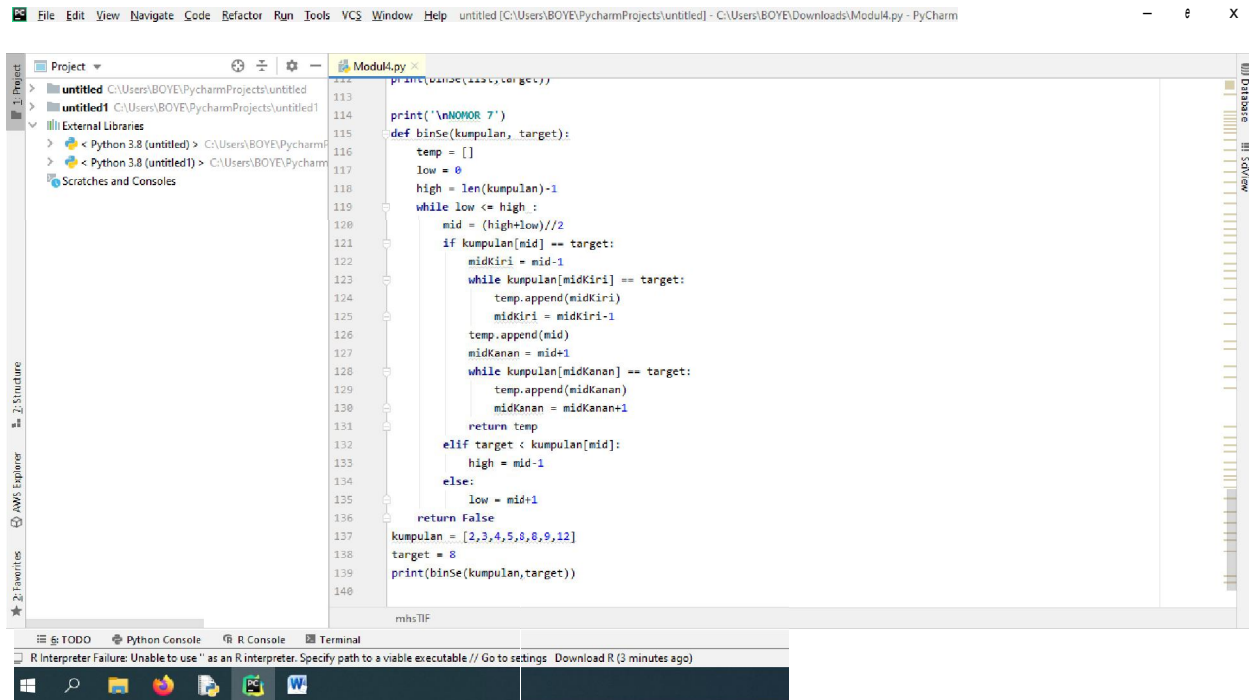 File Edit View Navigate Code Refactor Run Tools VCS Window Help untitled [C:\Users\BOYE\PycharmProjects\untitled] - C:\Users\BOYE\Downloads\Modul4.py - PyCharm
Project
Modul4.py
1: Project
untitled C:\Users\BOYE\PycharmProjects\untitled
untitled1 C:\Users\BOYE\PycharmProjects\untitled1
External Libraries
< Python 3.8 (untitled) > C:\Users\BOYE\PycharmP
< Python 3.8 (untitled1) > C:\Users\BOYE\Pycharm
Scratches and Consoles
7: Structure
AWS Explorer
2: Favorites
112 print(binSe(list,target))
113
114 print('\nNOMOR 7')
115 def binSe(kumpulan, target):
116 temp = []
117 low = 0
118 high = len(kumpulan)-1
119 while low <= high :
120 mid = (high+low)//2
121 if kumpulan[mid] == target:
122 midKiri = mid-1
123 while kumpulan[midKiri] == target:
124 temp.append(midKiri)
125 midKiri = midKiri-1
126 temp.append(mid)
127 midKanan = mid+1
128 while kumpulan[midKanan] == target:
129 temp.append(midKanan)
130 midKanan = midKanan+1
131 return temp
132 elif target < kumpulan[mid]:
133 high = mid-1
134 else:
135 low = mid+1
136 return False
137 kumpulan = [2,3,4,5,8,8,9,12]
138 target = 8
139 print(binSe(kumpulan,target))
140
mhsTIF
Database
SciView
6: TODO Python Console R Console Terminal
R Interpreter Failure: Unable to use '' as an R interpreter. Specify path to a viable executable // Go to settings Download R (3 minutes ago)